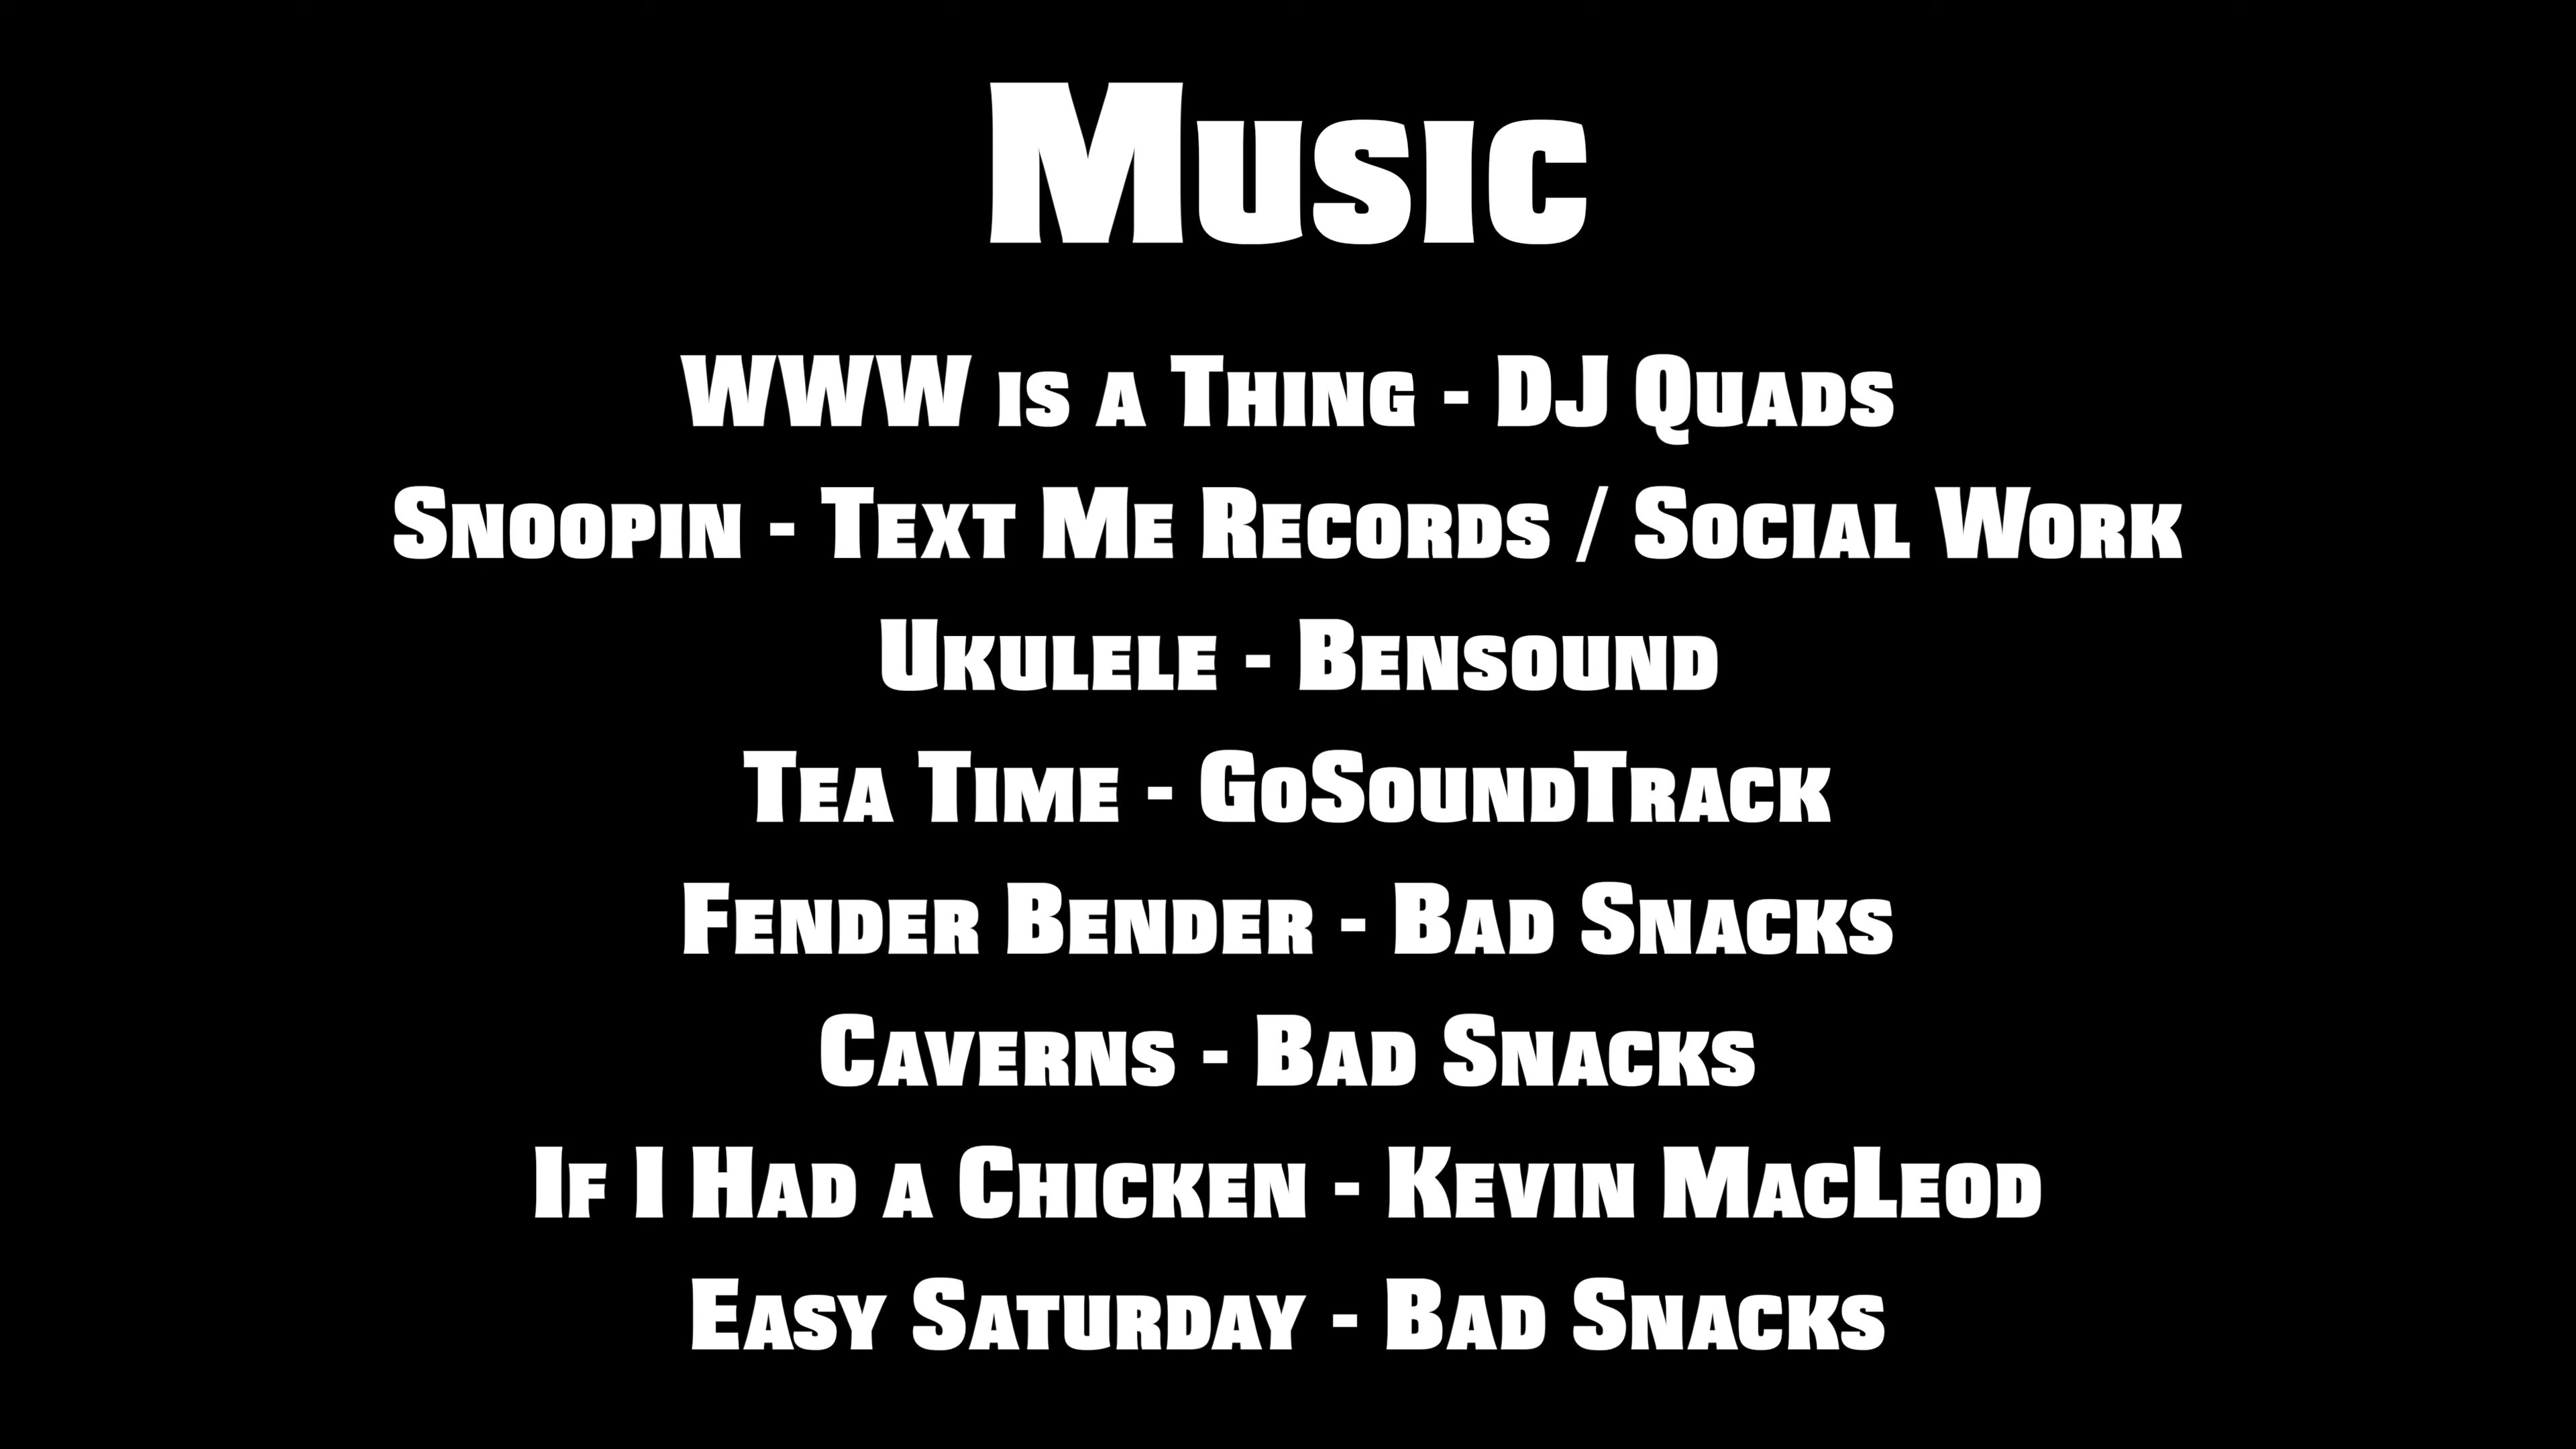 Music
WWW is a Thing - DJ Quads
Snoopin - Text Me Records / Social Work
Ukulele - Bensound
Tea Time - GoSoundTrack
Fender Bender - Bad Snacks
Caverns - Bad Snacks
If I Had a Chicken - Kevin MacLeod
Easy Saturday - Bad Snacks